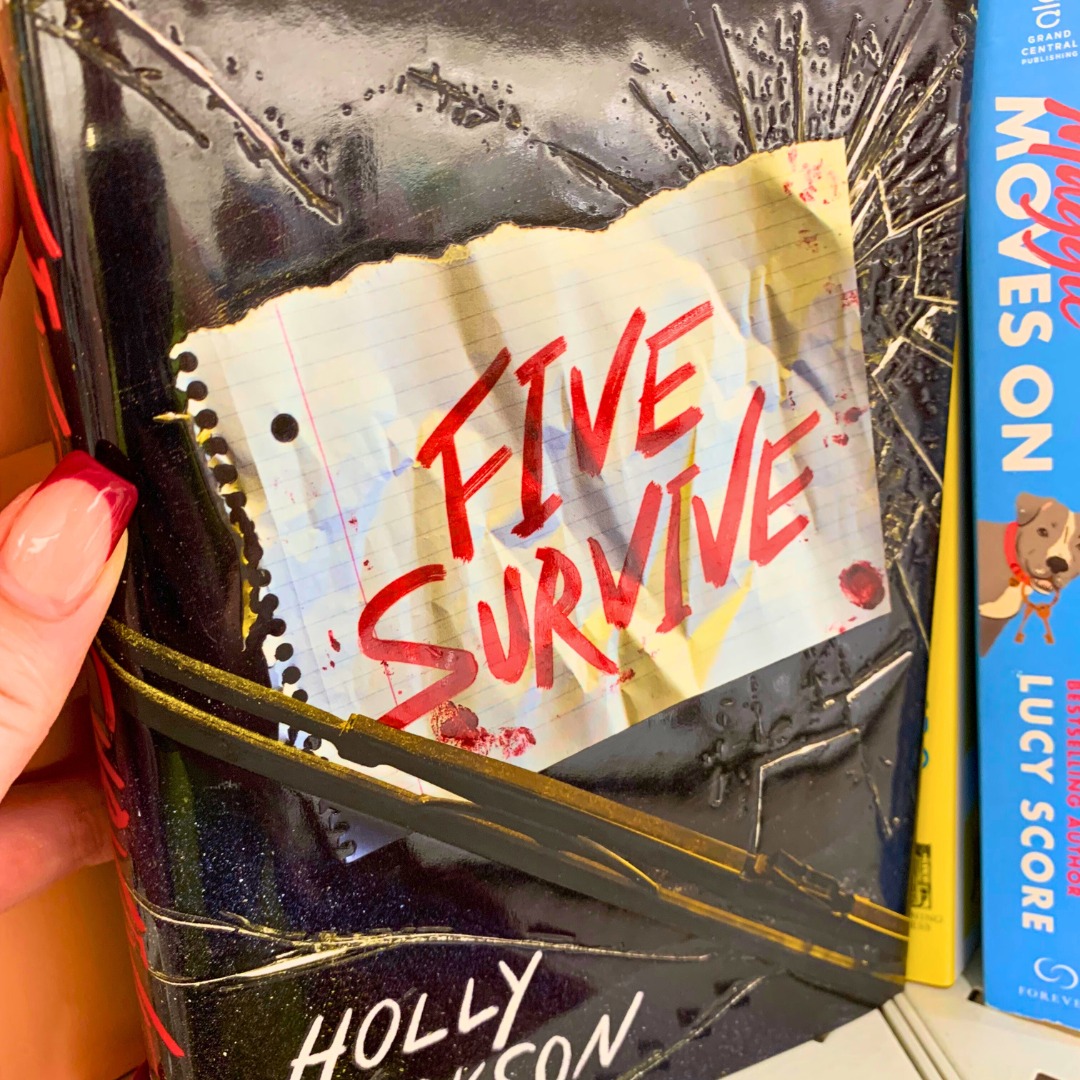 FIVE
SURVIVE
HOLLY
GRAND
CENTRAL
PUBLISHING
MOVES ON
BESTSELLING AUTHOR
LUCY SCORE